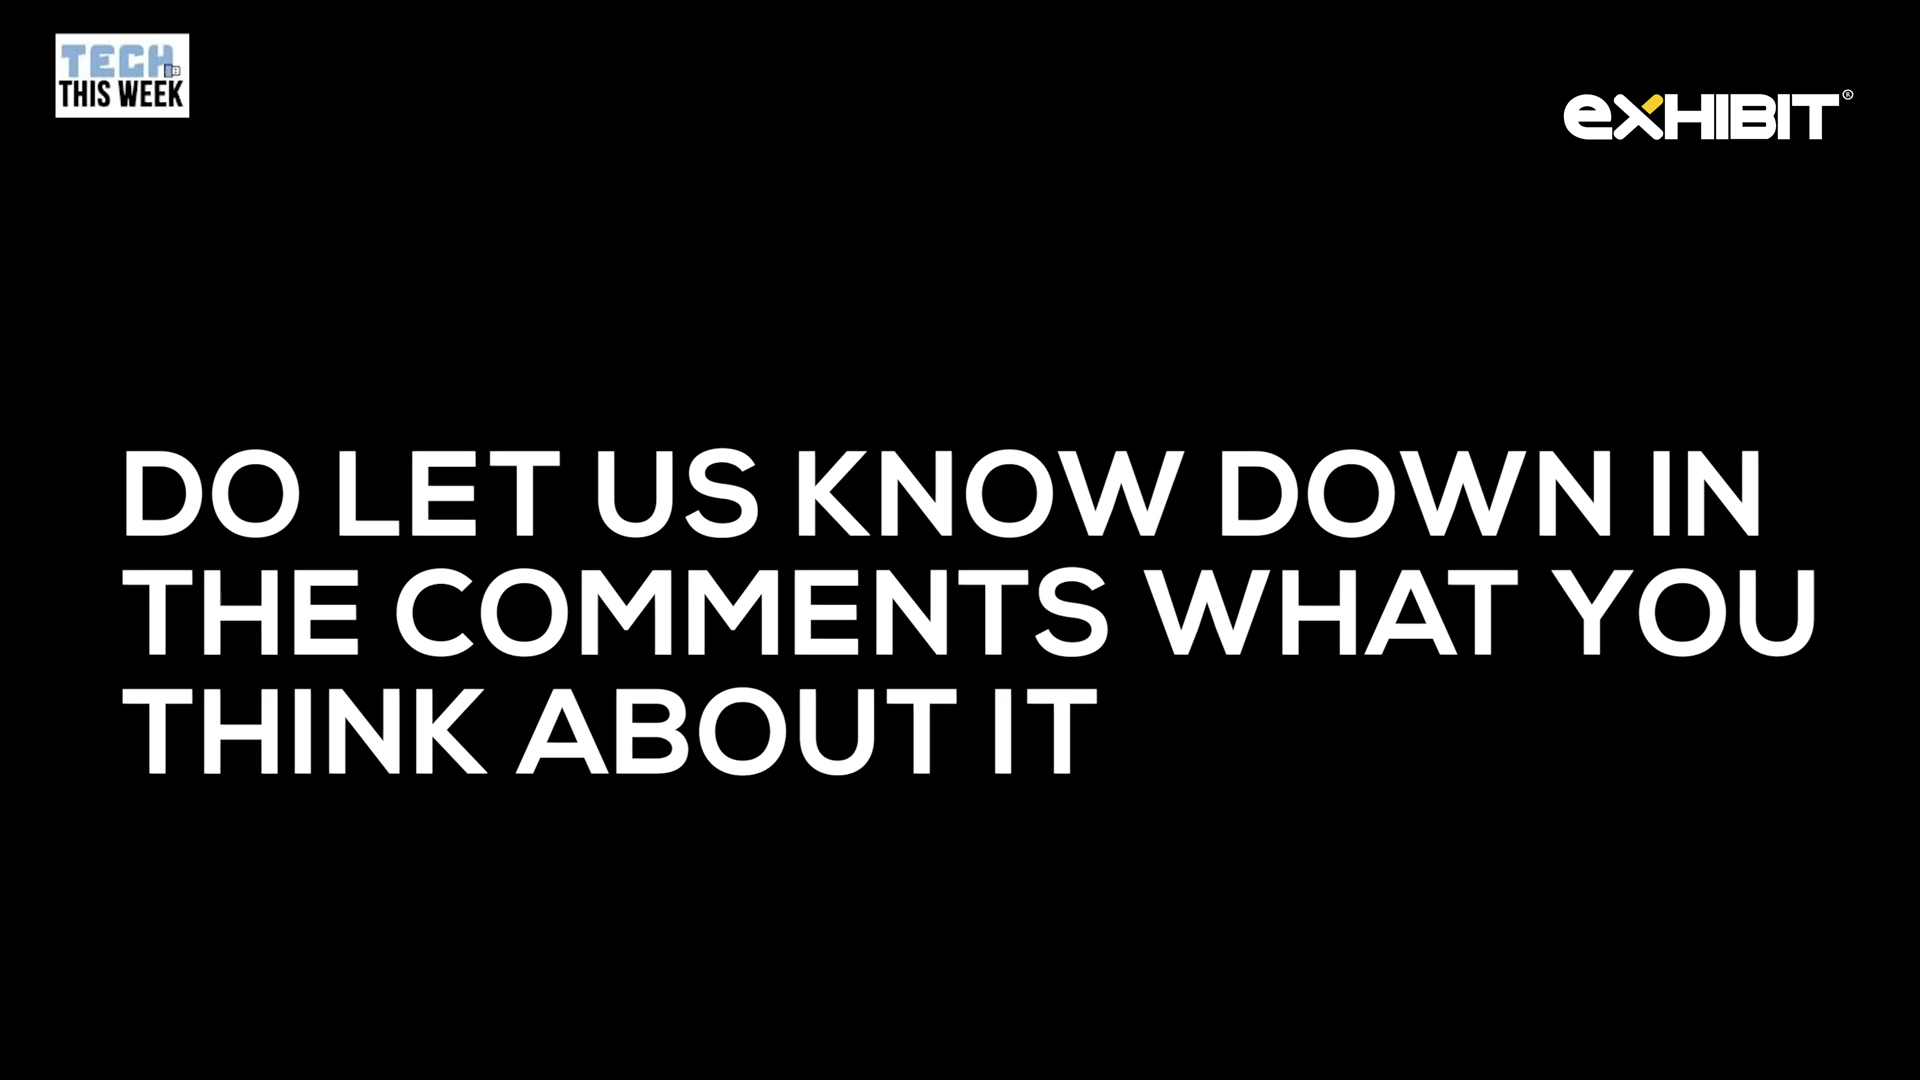 TECH
THIS WEEK
eXHIBIT®
DO LET US KNOW DOWN IN
THE COMMENTS WHAT YOU
THINK ABOUT IT